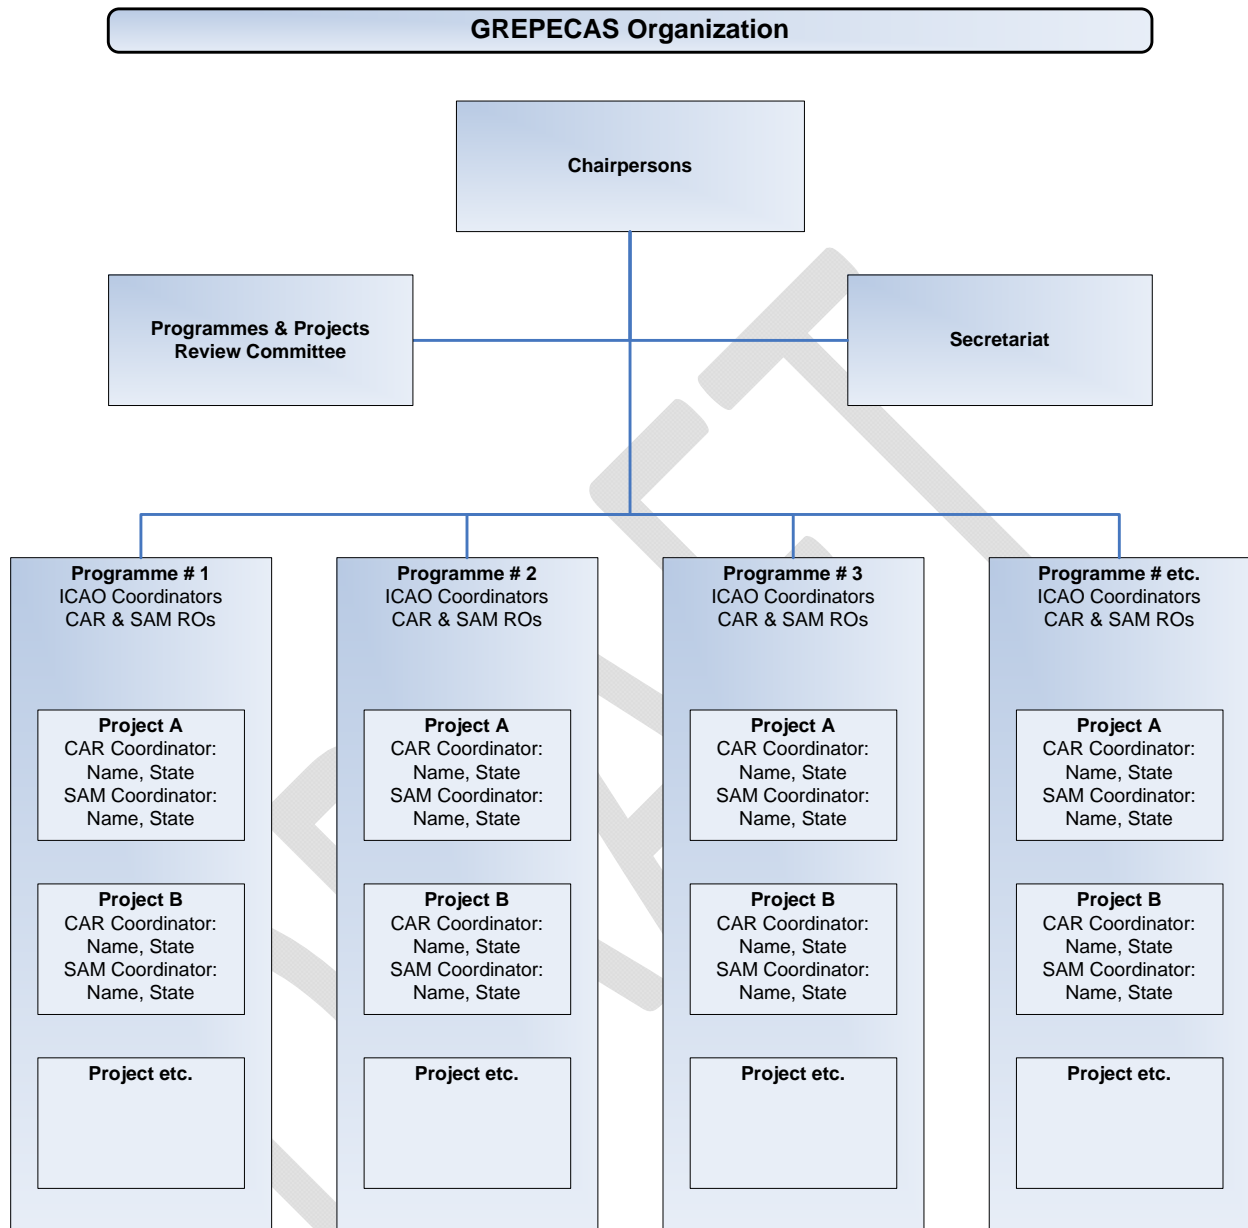 GREPECAS Organization
Chairpersons
Programmes & Projects
Review Committee
Secretariat
Programme # 1
ICAO Coordinators
CAR & SAM ROs
Project A
CAR Coordinator:
Name, State
SAM Coordinator:
Name, State
Project B
CAR Coordinator:
Name, State
SAM Coordinator:
Name, State
Project etc.
Programme # 2
ICAO Coordinators
CAR & SAM ROs
Project A
CAR Coordinator:
Name, State
SAM Coordinator:
Name, State
Project B
CAR Coordinator:
Name, State
SAM Coordinator:
Name, State
Project etc.
Programme # 3
ICAO Coordinators
CAR & SAM ROs
Project A
CAR Coordinator:
Name, State
SAM Coordinator:
Name, State
Project B
CAR Coordinator:
Name, State
SAM Coordinator:
Name, State
Project etc.
Programme # etc.
ICAO Coordinators
CAR & SAM ROs
Project A
CAR Coordinator:
Name, State
SAM Coordinator:
Name, State
Project B
CAR Coordinator:
Name, State
SAM Coordinator:
Name, State
Project etc.
DRAFT